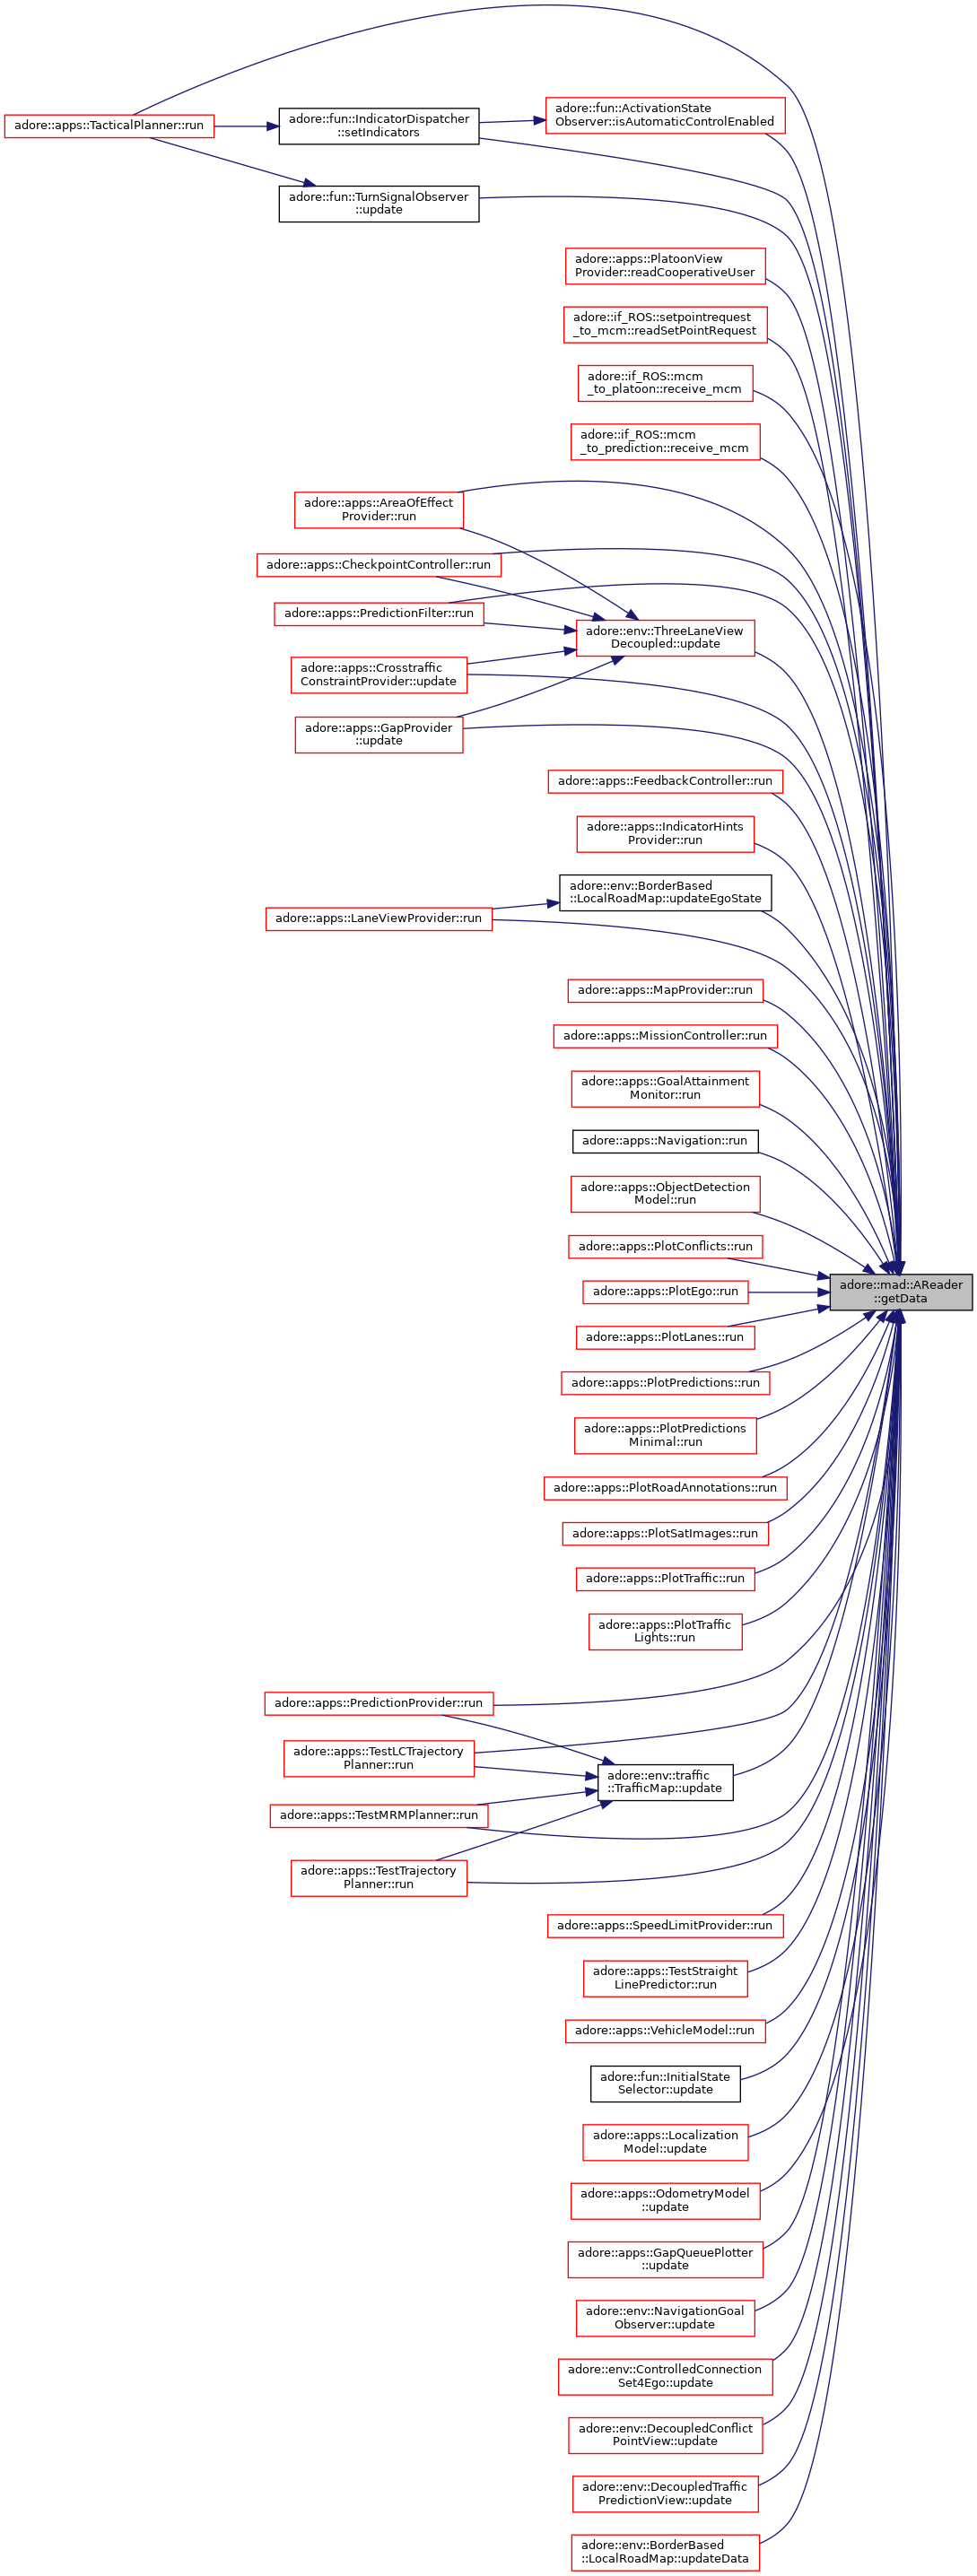 adore::fun::ActivationState
Observer::isAutomaticControlEnabled
adore::apps::TacticalPlanner::run
adore::fun::IndicatorDispatcher
::setIndicators
adore::fun::TurnSignalObserver
::update
adore::apps::PlatoonView
Provider::readCooperativeUser
adore::if_ROS::setpointrequest
_to_mcm::readSetPointRequest
adore::if_ROS::mcm
_to_platoon::receive_mcm
adore::if_ROS::mcm
_to_prediction::receive_mcm
adore::apps::AreaOfEffect
Provider::run
adore::apps::CheckpointController::run
adore::apps::PredictionFilter::run
adore::env::ThreeLaneView
Decoupled::update
adore::apps::Crosstraffic
ConstraintProvider::update
adore::apps::GapProvider
::update
adore::apps::FeedbackController::run
adore::apps::IndicatorHints
Provider::run
adore::env::BorderBased
::LocalRoadMap::updateEgoState
adore::apps::LaneViewProvider::run
adore::apps::MapProvider::run
adore::apps::MissionController::run
adore::apps::GoalAttainment
Monitor::run
adore::apps::Navigation::run
adore::apps::ObjectDetection
Model::run
adore::apps::PlotConflicts::run
adore::mad::AReader
::getData
adore::apps::PlotEgo::run
adore::apps::PlotLanes::run
adore::apps::PlotPredictions::run
adore::apps::PlotPredictions
Minimal::run
adore::apps::PlotRoadAnnotations::run
adore::apps::PlotSatImages::run
adore::apps::PlotTraffic::run
adore::apps::PlotTraffic
Lights::run
adore::apps::PredictionProvider::run
adore::apps::TestLCTrajectory
Planner::run
adore::env::traffic
::TrafficMap::update
adore::apps::TestMRMPlanner::run
adore::apps::TestTrajectory
Planner::run
adore::apps::SpeedLimitProvider::run
adore::apps::TestStraight
LinePredictor::run
adore::apps::VehicleModel::run
adore::fun::InitialState
Selector::update
adore::apps::Localization
Model::update
adore::apps::OdometryModel
::update
adore::apps::GapQueuePlotter
::update
adore::env::NavigationGoal
Observer::update
adore::env::ControlledConnection
Set4Ego::update
adore::env::DecoupledConflict
PointView::update
adore::env::DecoupledTraffic
PredictionView::update
adore::env::BorderBased
::LocalRoadMap::updateData